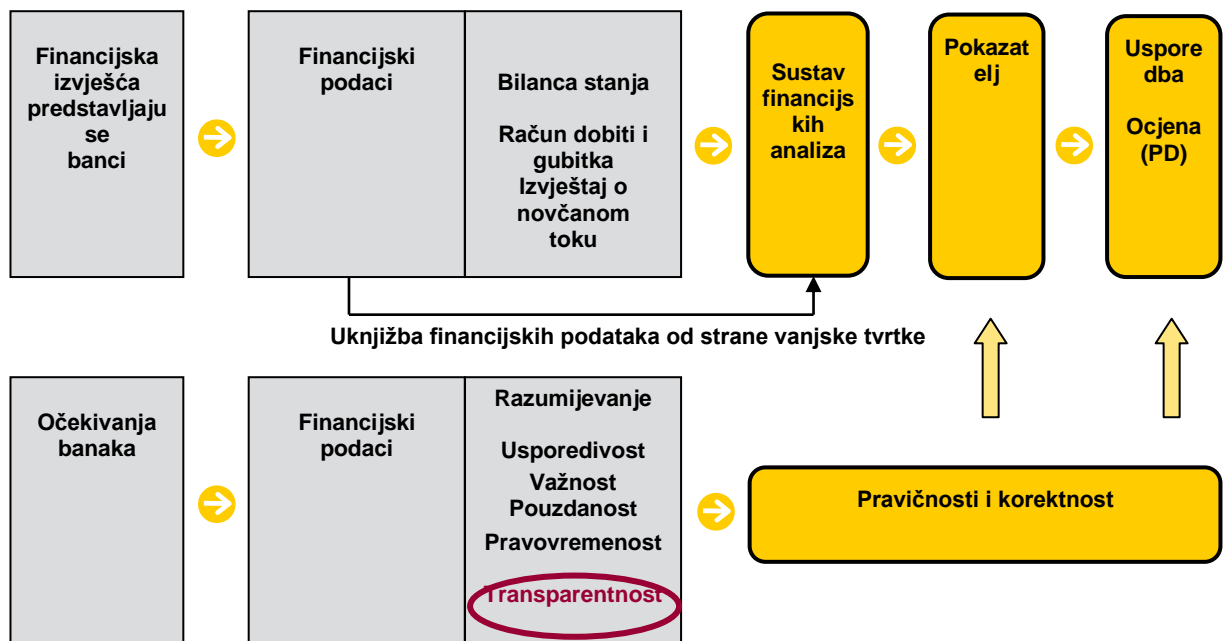 Financijska
izvješća
predstavljaju
se
banci
Financijski
podaci
Bilanca stanja
Račun dobiti i
gubitka
Izvještaj o
novčanom
toku
Sustav
financijs
kih
analiza
Pokazat
elj
Uspore
dba
Ocjena
(PD)
Uknjižba financijskih podataka od strane vanjske tvrtke
Očekivanja
banaka
Financijski
podaci
Razumijevanje
Usporedivost
Važnost
Pouzdanost
Pravovremenost
Transparentnost
Pravičnosti i korektnost